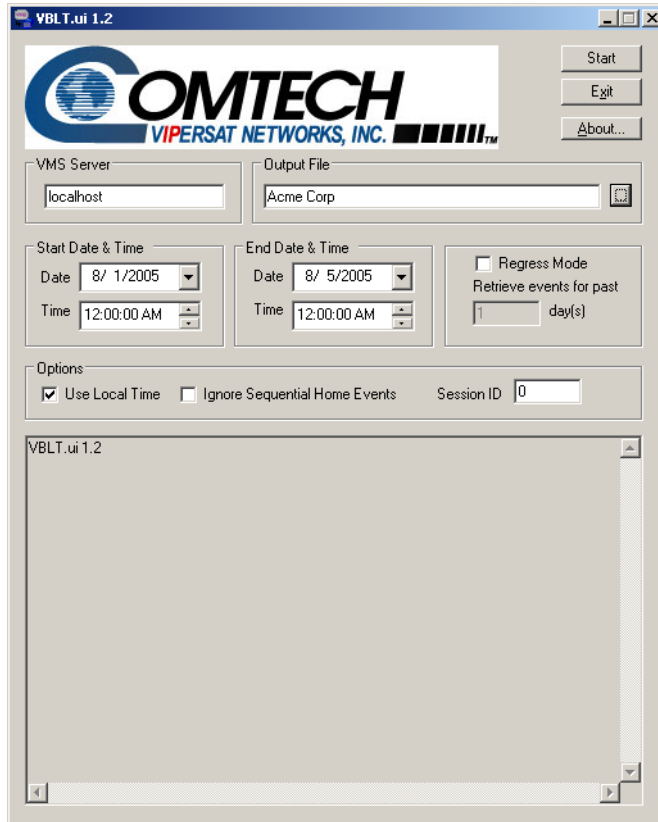 VBLT.ui 1.2
COMTECH
VIPERSAT NETWORKS, INC. TM
Start
Exit
About...
VMS Server
localhost
Output File
Acme Corp
Start Date & Time
Date 8/ 1/2005
Time 12:00:00 AM
End Date & Time
Date 8/ 5/2005
Time 12:00:00 AM
Regress Mode
Retrieve events for past
1 day(s)
Options
Use Local Time
Ignore Sequential Home Events
Session ID 0
VBLT.ui 1.2